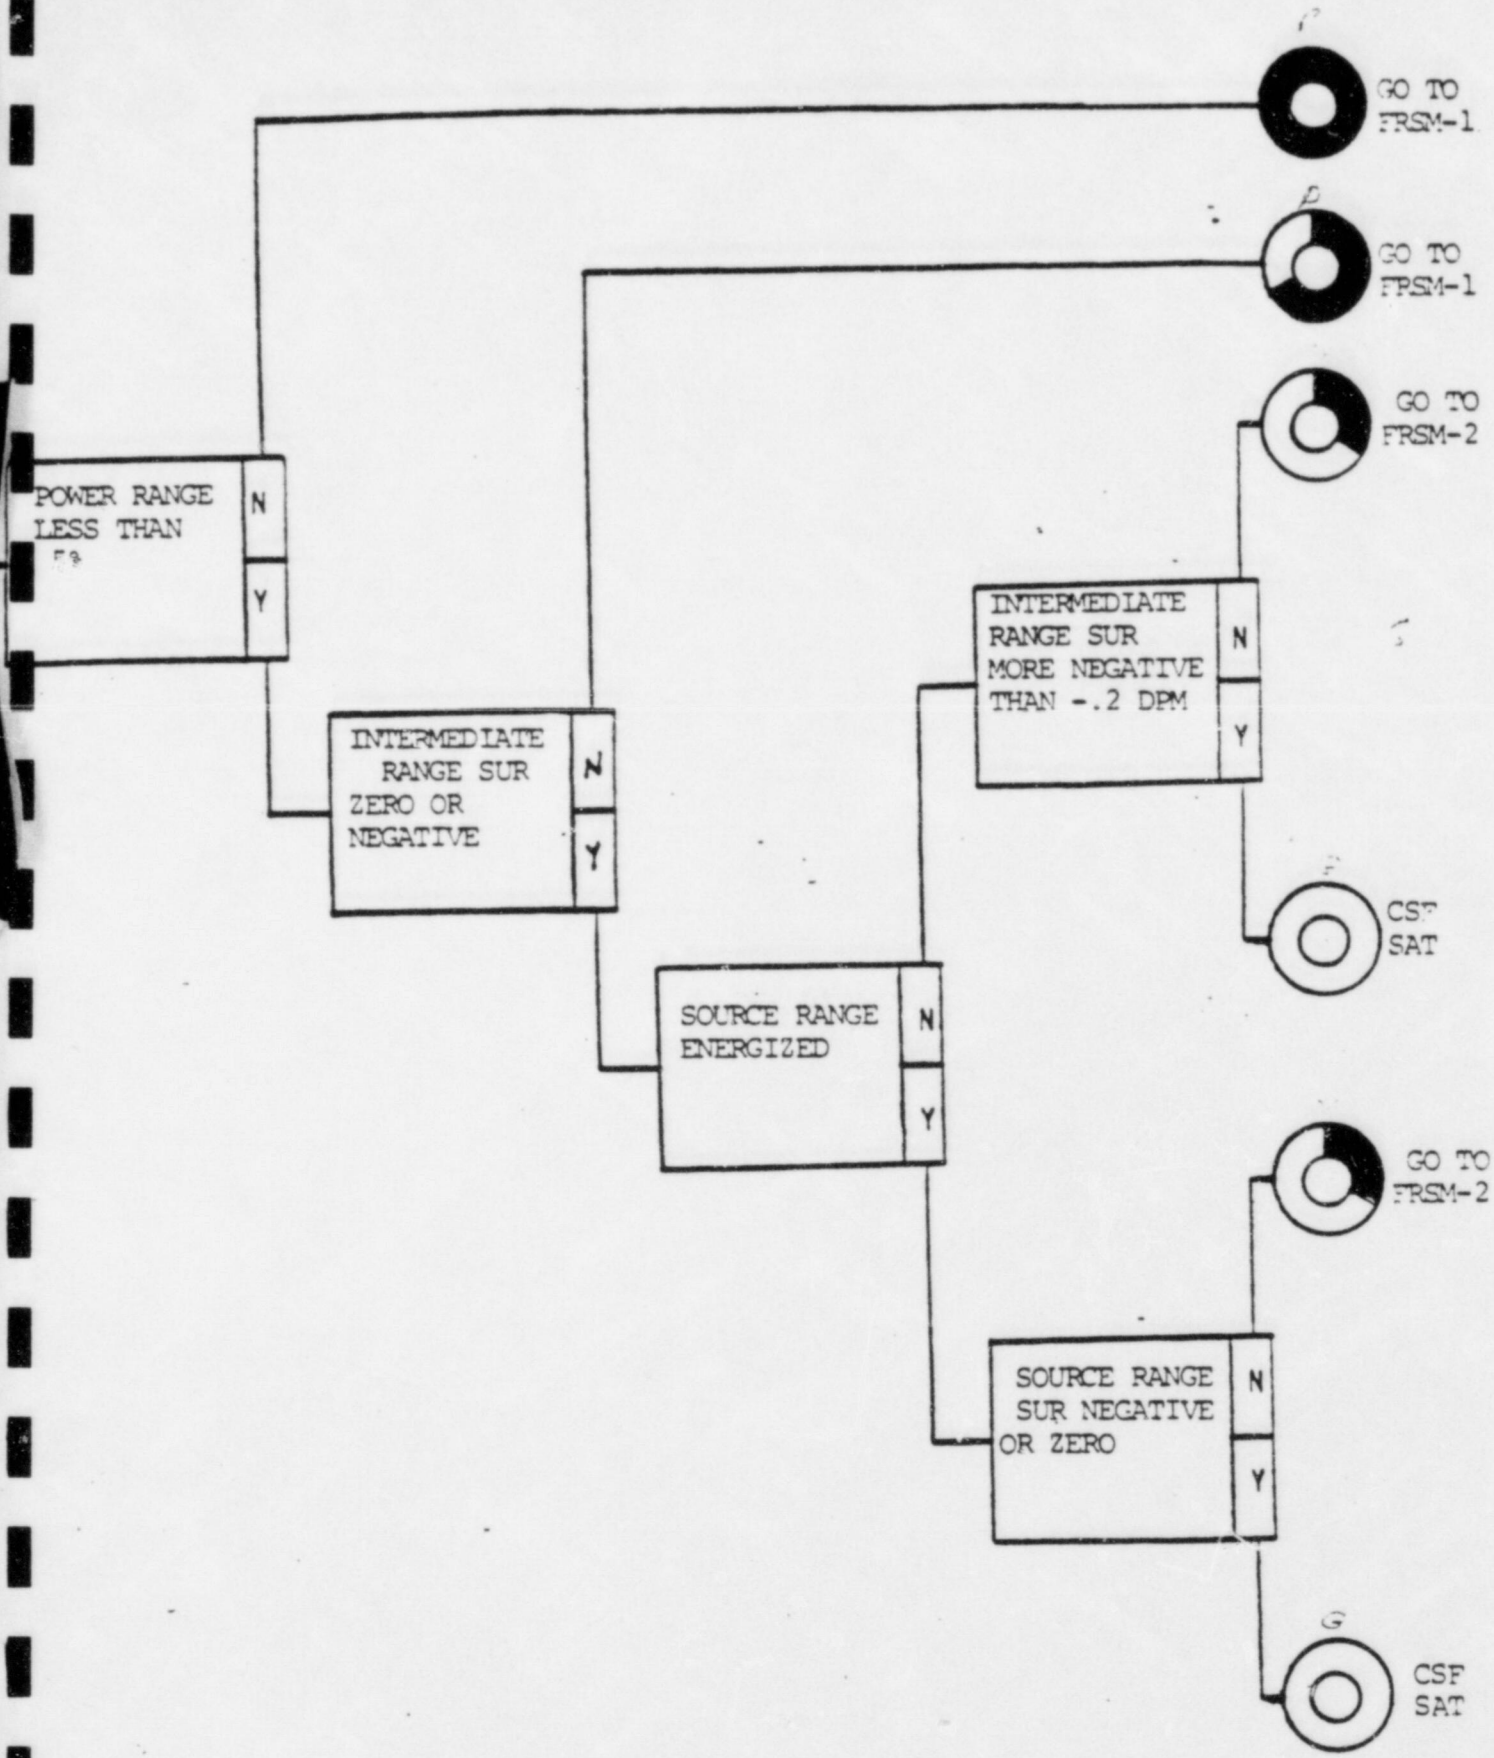 GO TO
FRSM-1
GO TO
FRSM-1
GO TO
FRSM-2
POWER RANGE
LESS THAN
5%
N
Y
INTERMEDIATE
RANGE SUR
MORE NEGATIVE
THAN -.2 DPM
N
Y
INTERMEDIATE
RANGE SUR
ZERO OR
NEGATIVE
N
Y
CSF
SAT
SOURCE RANGE
ENERGIZED
N
Y
GO TO
FRSM-2
SOURCE RANGE
SUR NEGATIVE
OR ZERO
N
Y
G
CSF
SAT